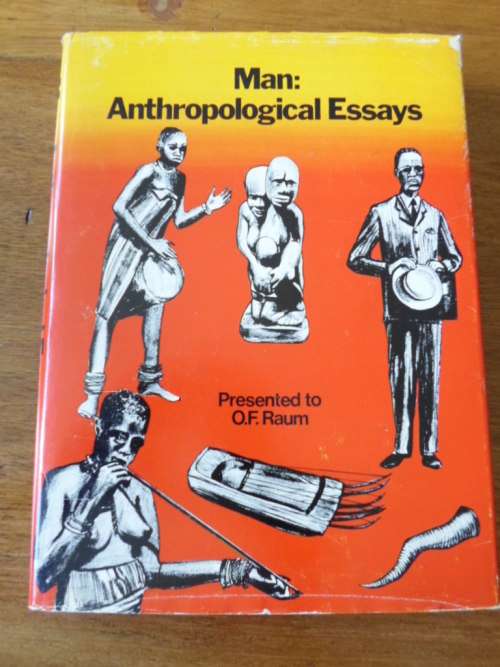 Man:
Anthropological Essays
Presented to
O.F. Raum